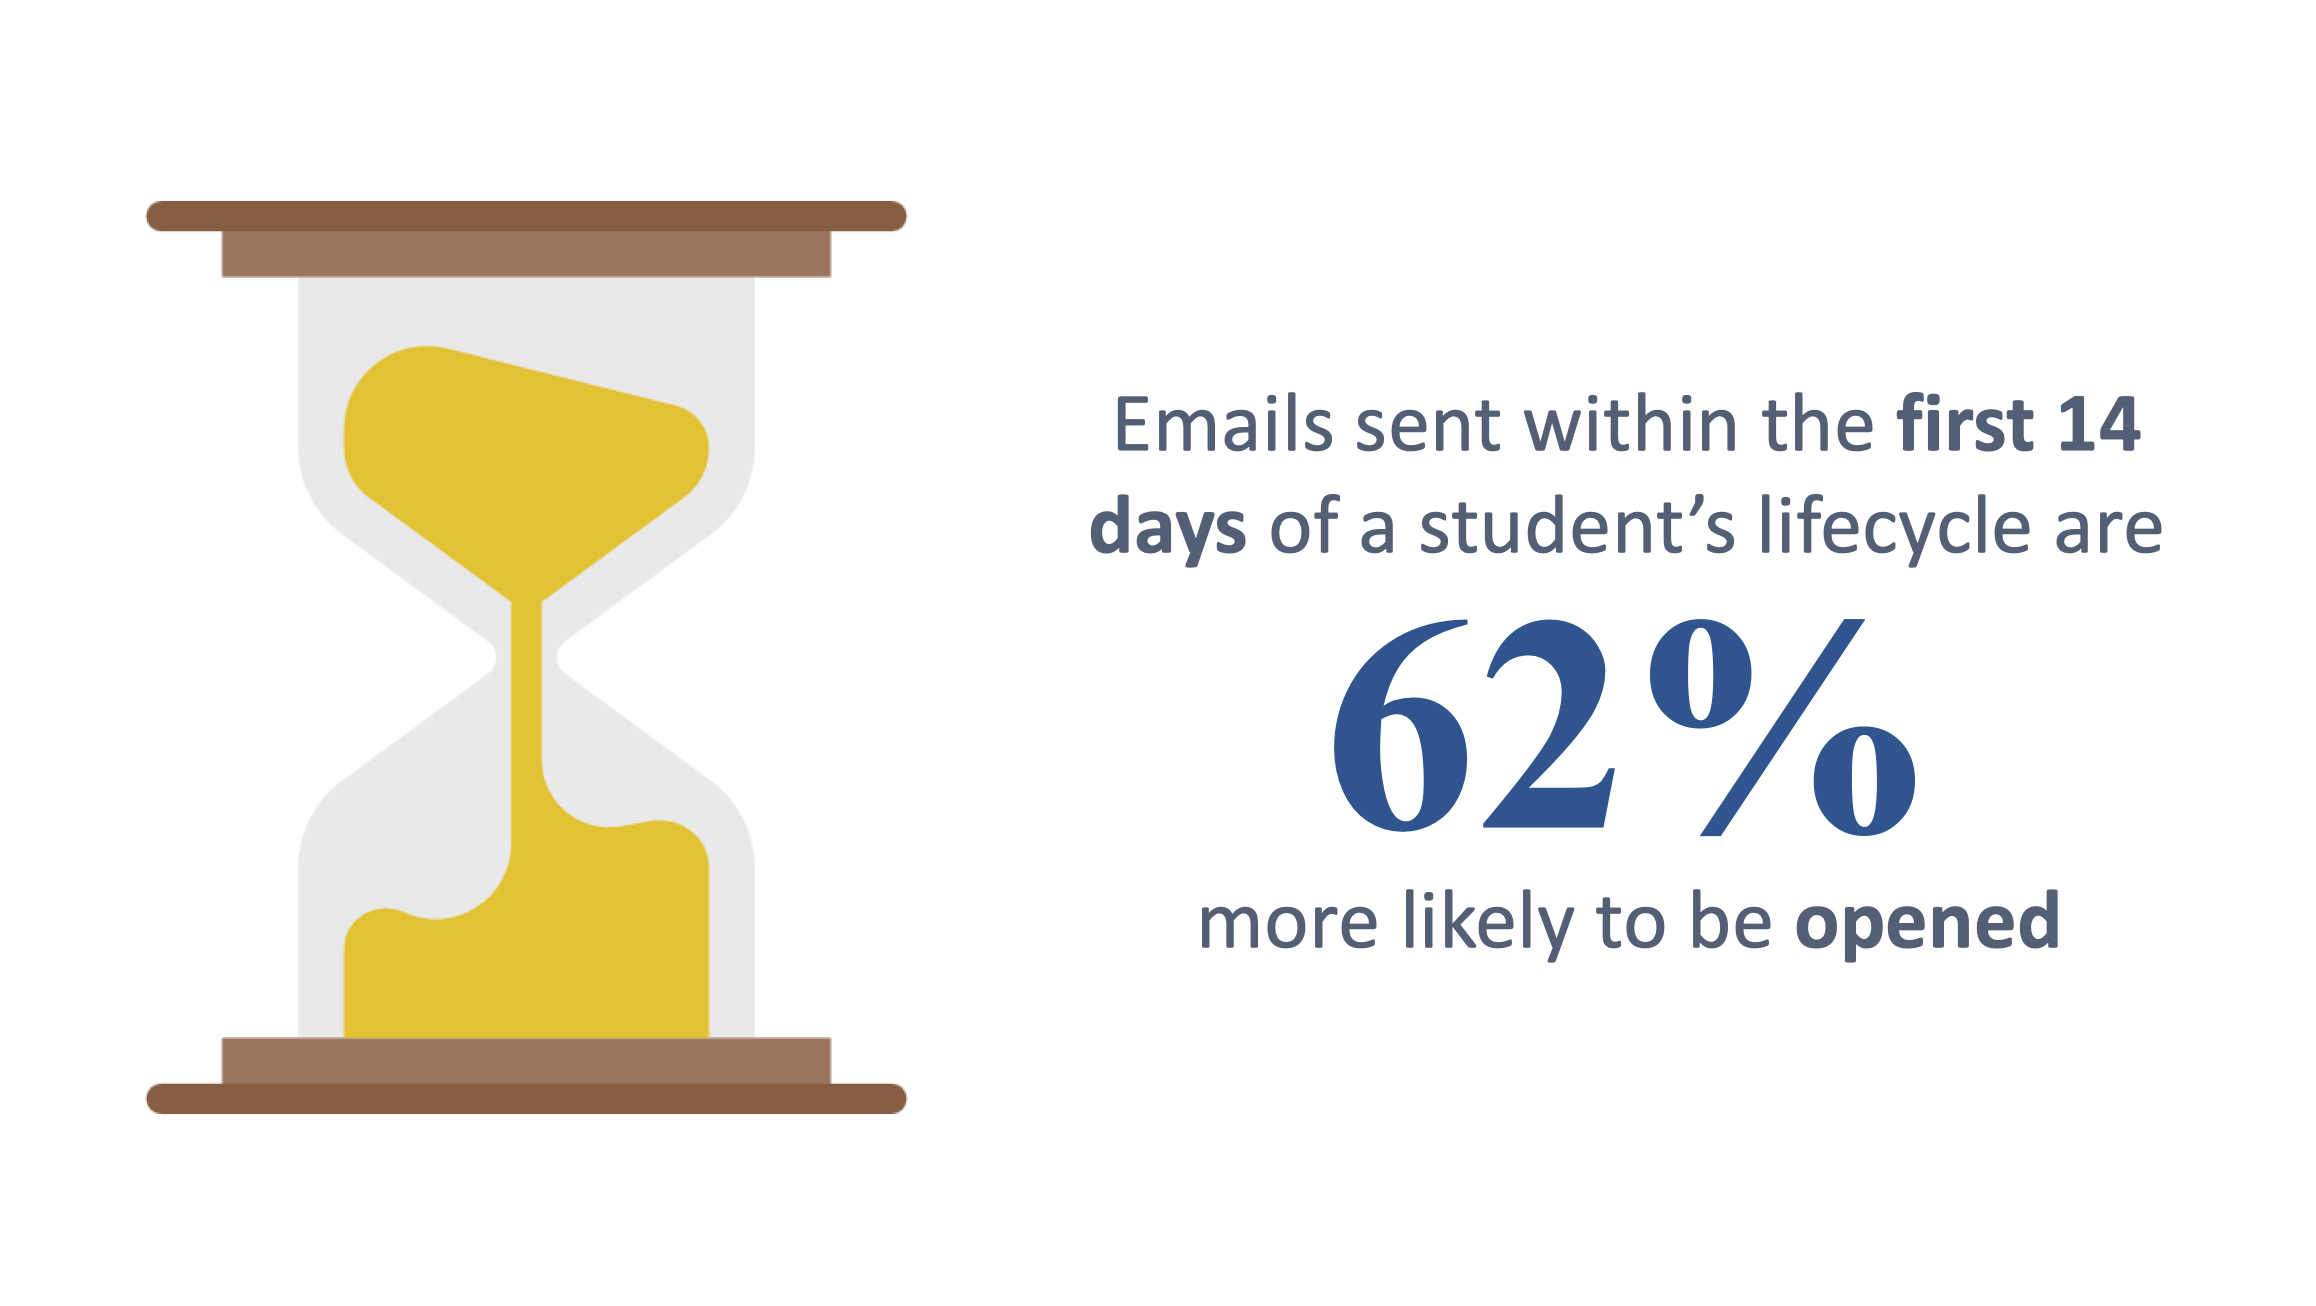 Emails sent within the first 14
days of a student’s lifecycle are
62%
more likely to be opened